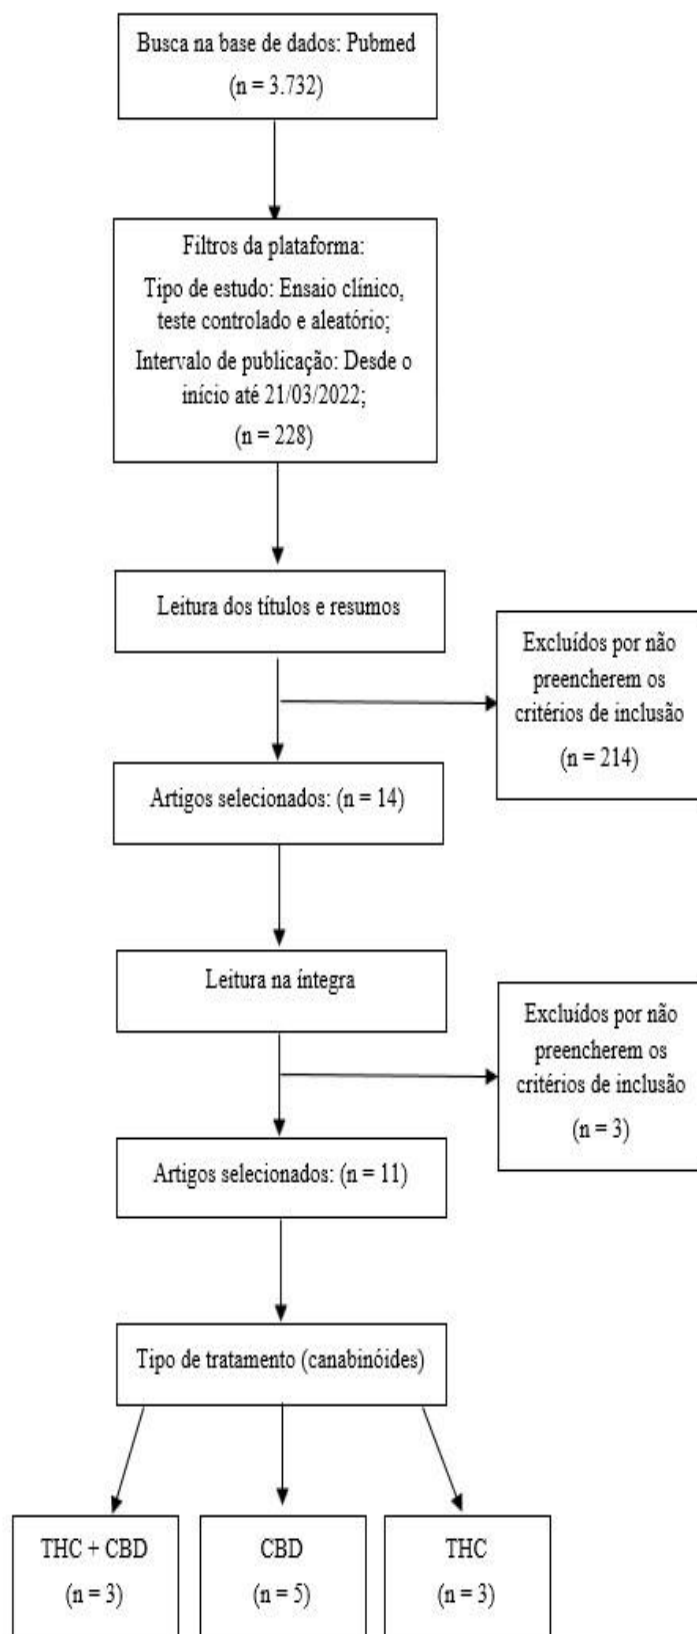 Busca na base de dados: Pubmed
(n = 3.732)
Filtros da plataforma:
Tipo de estudo: Ensaio clínico,
teste controlado e aleatório;
Intervalo de publicação: Desde o
início até 21/03/2022;
(n = 228)
Leitura dos títulos e resumos
Excluídos por não
preencherem os
critérios de inclusão
(n = 214)
Artigos selecionados: (n = 14)
Leitura na íntegra
Excluídos por não
preencherem os
critérios de inclusão
(n = 3)
Artigos selecionados: (n = 11)
Tipo de tratamento (canabinóides)
THC + CBD
(n = 3)
CBD
(n = 5)
THC
(n = 3)